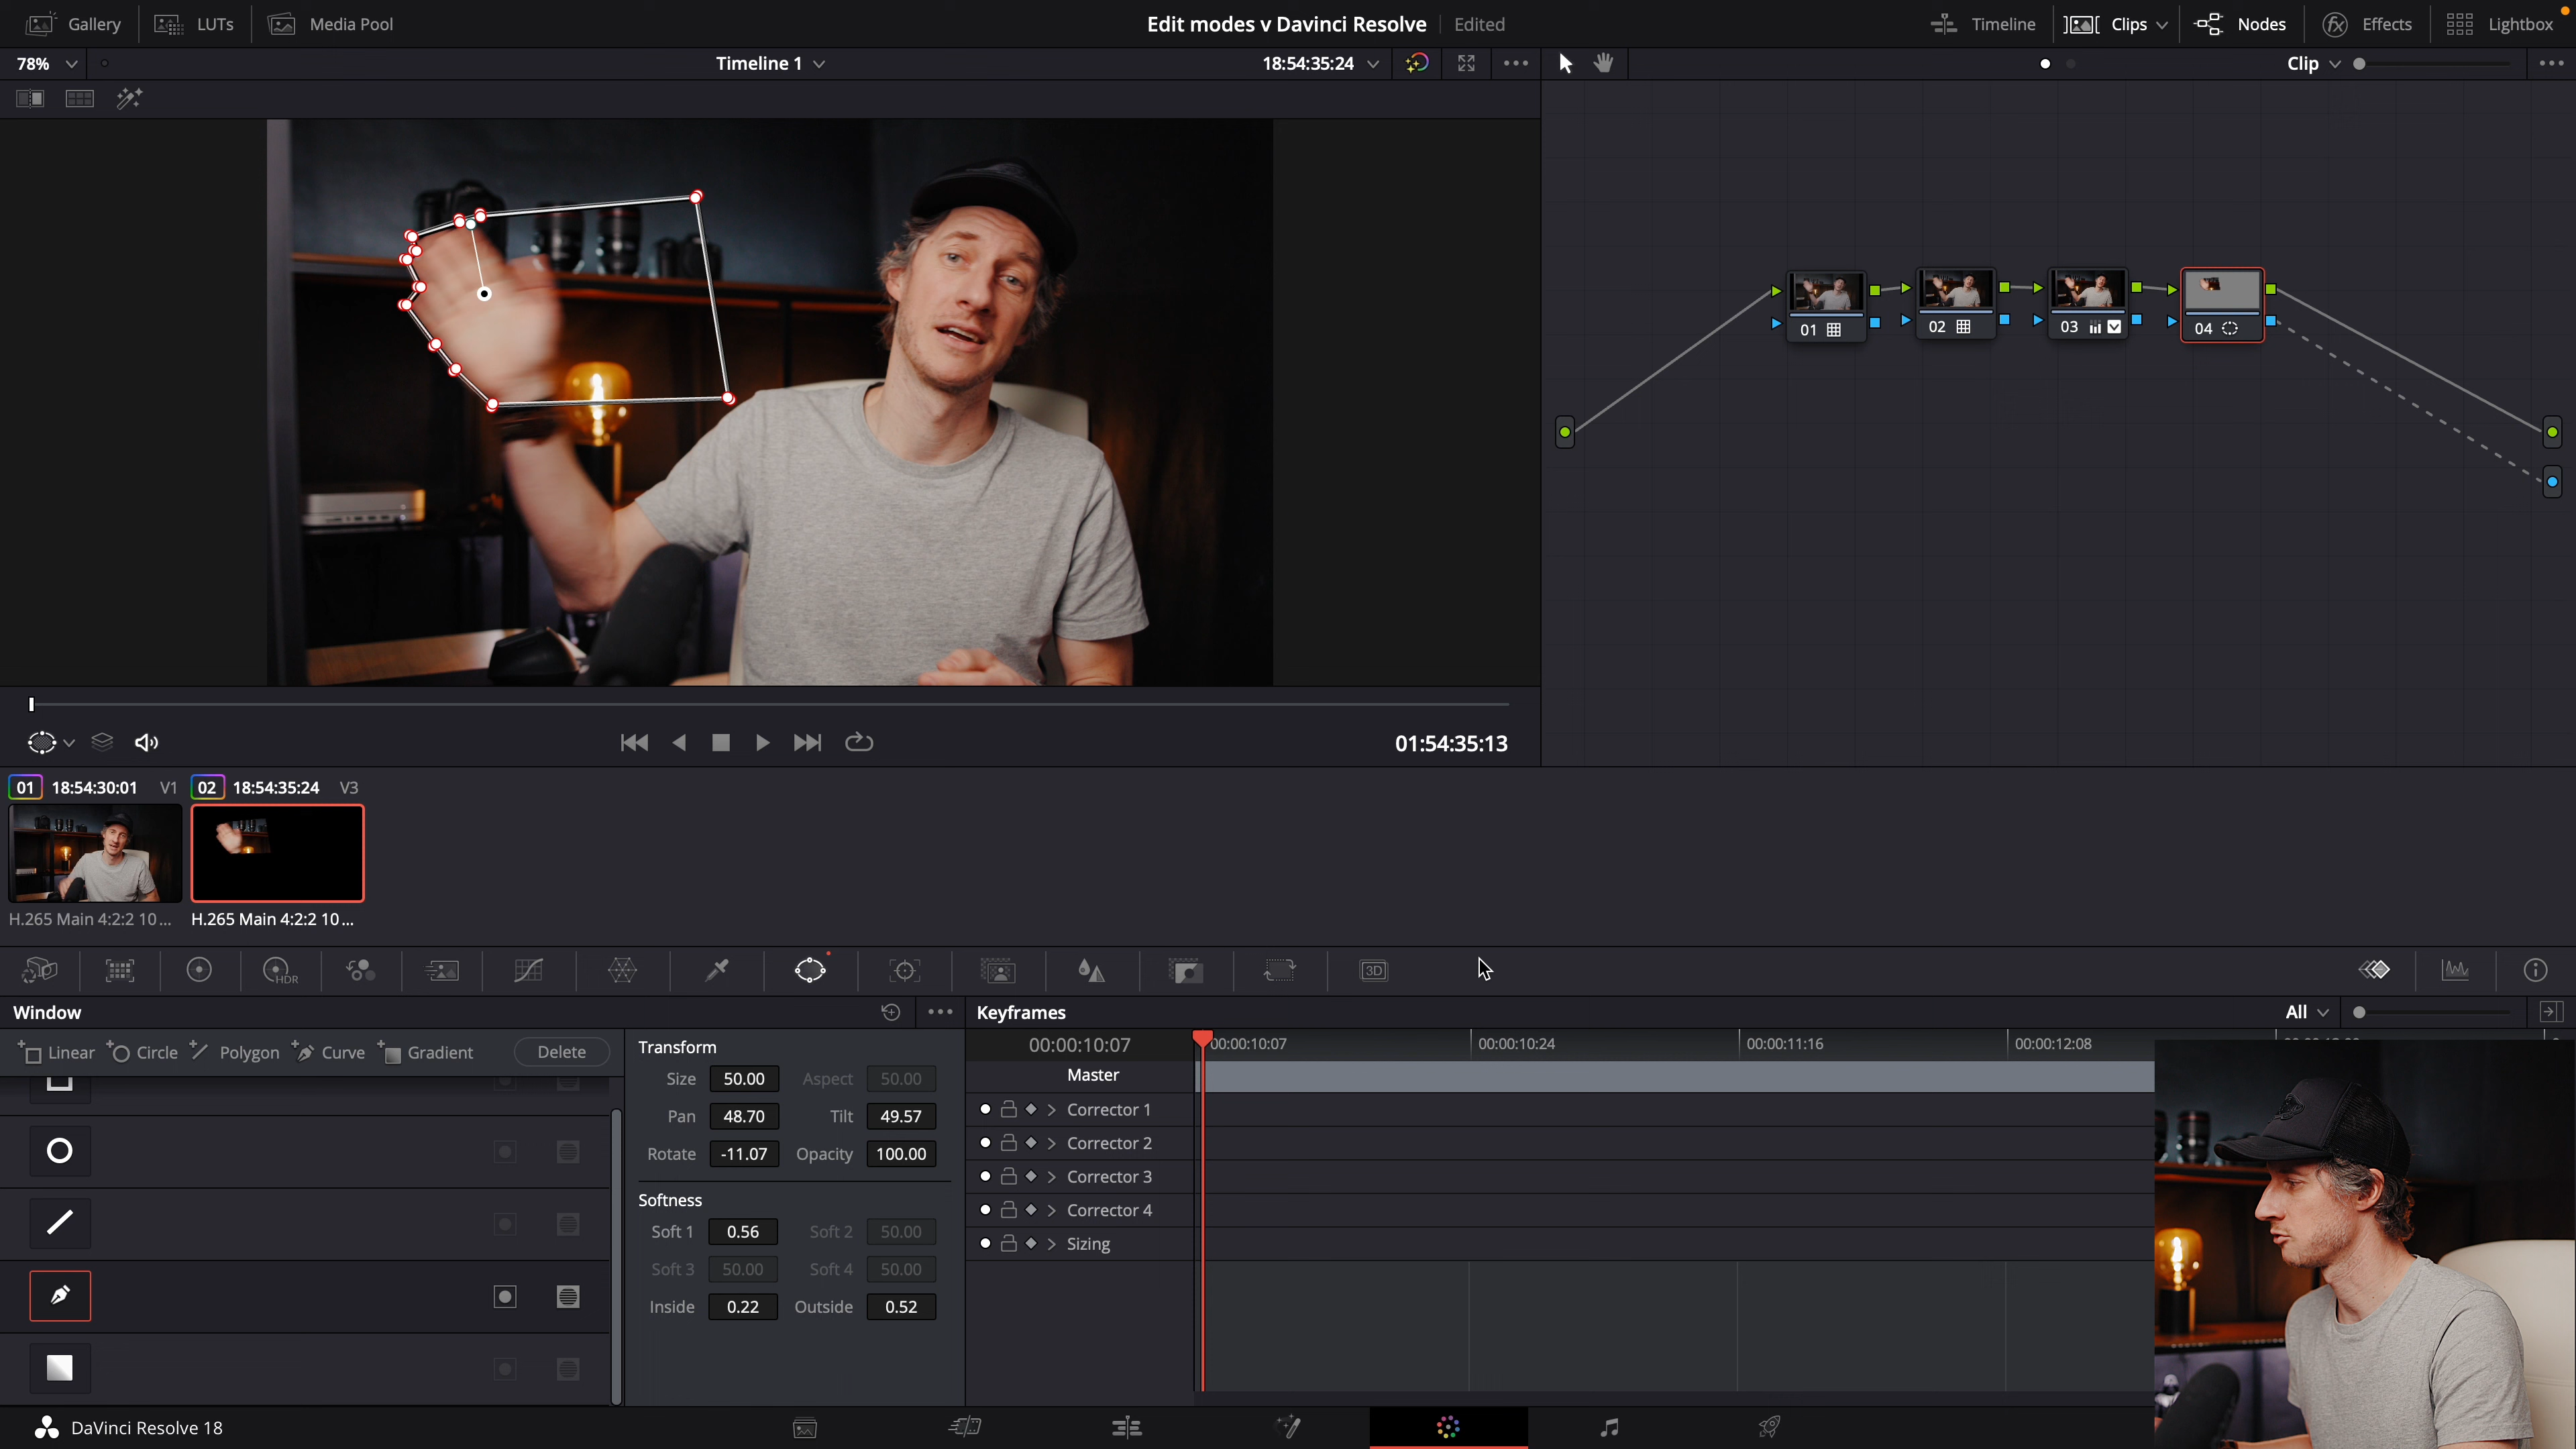 Gallery LUTs Media Pool Edit modes v Davinci Resolve Edited Timeline Clips Nodes Effects Lightbox
78% Timeline 1 18:54:35:24 Clip
01 02 03 04
01:54:35:13
01 18:54:30:01 V1 02 18:54:35:24 V3
H.265 Main 4:2:2 10... H.265 Main 4:2:2 10...
HDR 3D
Window Keyframes All
Linear Circle Polygon Curve Gradient Delete
Transform
Size 50.00 Aspect 50.00
Pan 48.70 Tilt 49.57
Rotate -11.07 Opacity 100.00
Softness
Soft 1 0.56 Soft 2 50.00
Soft 3 50.00 Soft 4 50.00
Inside 0.22 Outside 0.52
00:00:10:07 00:00:10:07 00:00:10:24 00:00:11:16 00:00:12:08
Master
Corrector 1
Corrector 2
Corrector 3
Corrector 4
Sizing
DaVinci Resolve 18